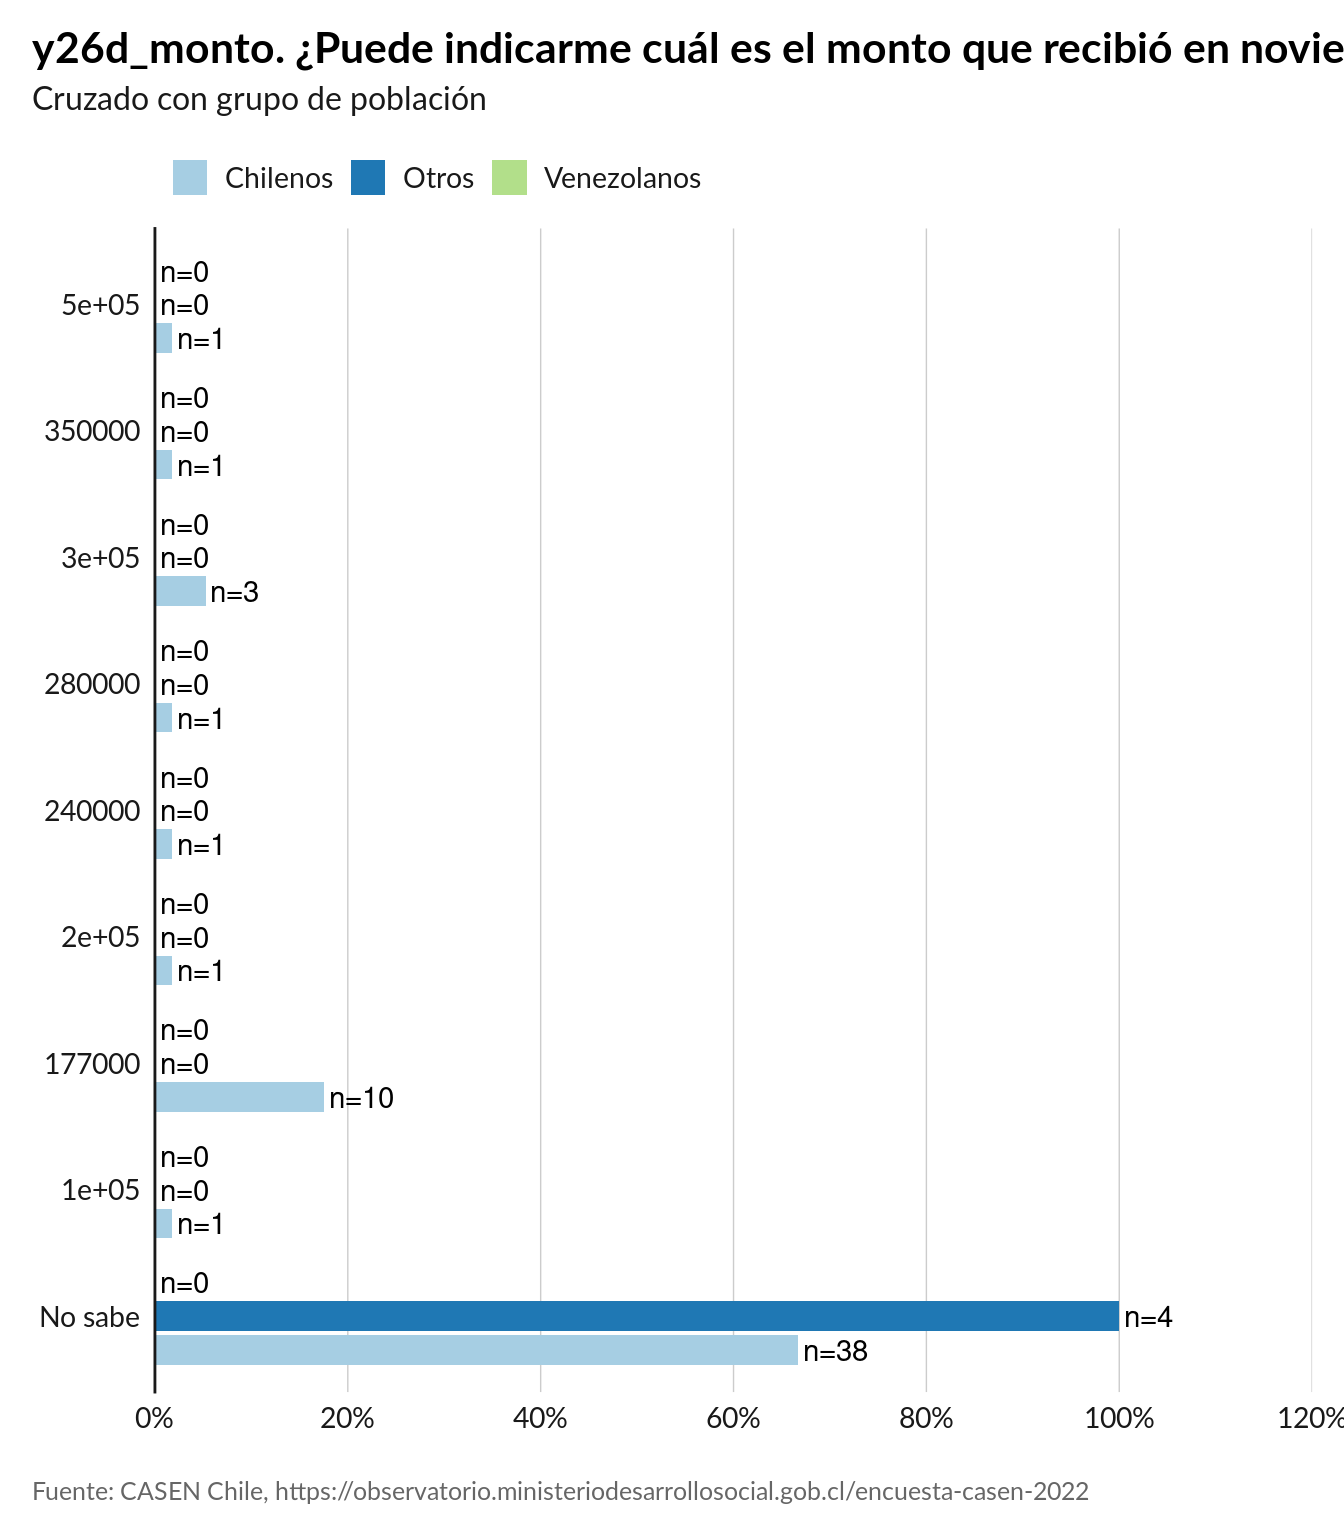 y26d_monto. ¿Puede indicarme cuál es el monto que recibió en novie
Cruzado con grupo de población
Chilenos Otros Venezolanos
n=0
5e+05 n=0
n=1
n=0
350000 n=0
n=1
n=0
3e+05 n=0
n=3
n=0
280000 n=0
n=1
n=0
240000 n=0
n=1
n=0
2e+05 n=0
n=1
n=0
177000 n=0
n=10
n=0
1e+05 n=0
n=1
n=0
No sabe n=4
n=38
0% 20% 40% 60% 80% 100% 120%
Fuente: CASEN Chile, https://observatorio.ministeriodesarrollosocial.gob.cl/encuesta-casen-2022